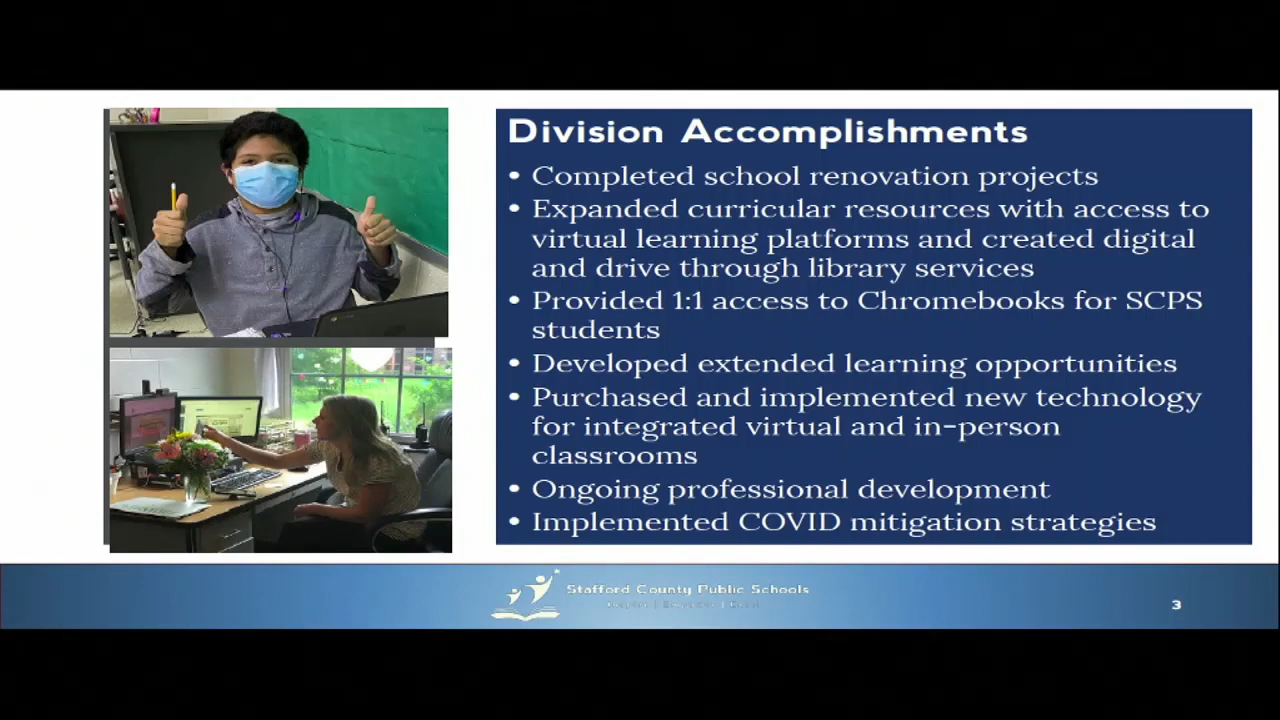 Division Accomplishments
• Completed school renovation projects
• Expanded curricular resources with access to
virtual learning platforms and created digital
and drive through library services
• Provided 1:1 access to Chromebooks for SCPS
students
• Developed extended learning opportunities
• Purchased and implemented new technology
for integrated virtual and in-person
classrooms
• Ongoing professional development
• Implemented COVID mitigation strategies
Stafford County Public Schools
3